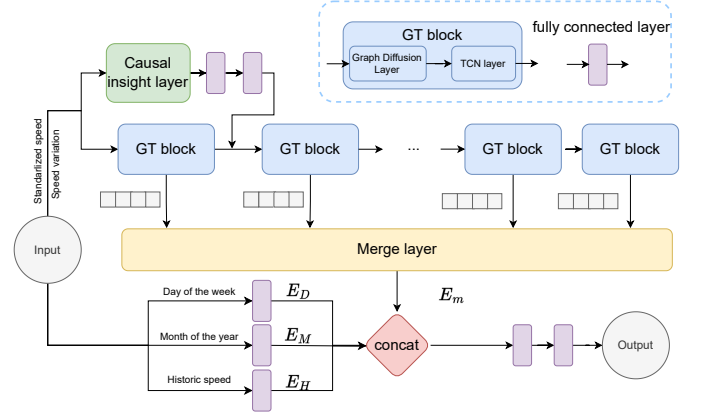 GT block
fully connected layer
Graph Diffusion
Layer
TCN layer
Causal
insight layer
Standarlized speed
Speed variation
GT block
GT block
...
GT block
GT block
Input
Merge layer
Day of the week
E_D
E_m
Month of the year
E_M
concat
Output
Historic speed
E_H